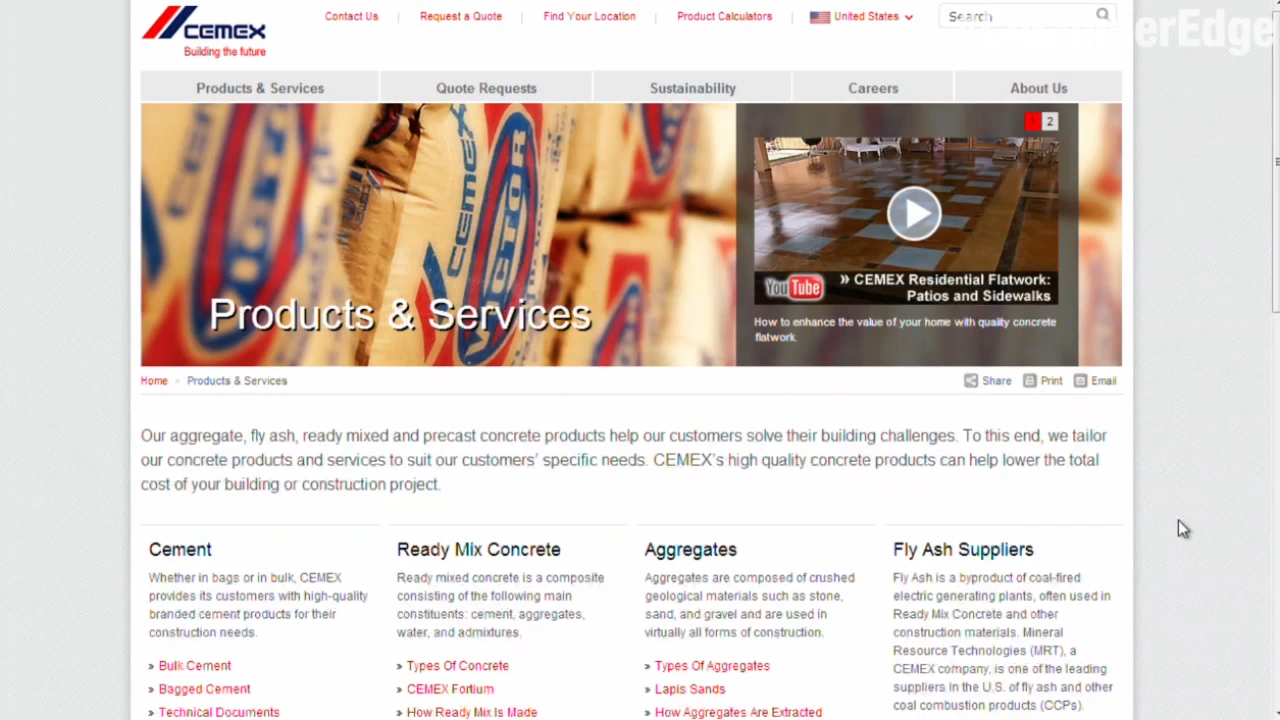 CEMEX
Building the future
Contact Us
Request a Quote
Find Your Location
Product Calculators
United States
Search
erEdge
Products & Services
Quote Requests
Sustainability
Careers
About Us
CEMEX
VICTOR
1 2
Products & Services
YouTube
» CEMEX Residential Flatwork:
Patios and Sidewalks
How to enhance the value of your home with quality concrete
flatwork.
Home » Products & Services
Share Print Email
Our aggregate, fly ash, ready mixed and precast concrete products help our customers solve their building challenges. To this end, we tailor
our concrete products and services to suit our customers' specific needs. CEMEX's high quality concrete products can help lower the total
cost of your building or construction project.
Cement
Whether in bags or in bulk, CEMEX
provides its customers with high-quality
branded cement products for their
construction needs.
» Bulk Cement
» Bagged Cement
» Technical Documents
Ready Mix Concrete
Ready mixed concrete is a composite
consisting of the following main
constituents: cement, aggregates,
water, and admixtures.
» Types Of Concrete
» CEMEX Fortium
» How Ready Mix Is Made
Aggregates
Aggregates are composed of crushed
geological materials such as stone,
sand, and gravel and are used in
virtually all forms of construction.
» Types Of Aggregates
» Lapis Sands
» How Aggregates Are Extracted
Fly Ash Suppliers
Fly Ash is a byproduct of coal-fired
electric generating plants, often used in
Ready Mix Concrete and other
construction materials. Mineral
Resource Technologies (MRT), a
CEMEX company, is one of the leading
suppliers in the U.S. of fly ash and other
coal combustion products (CCPs).